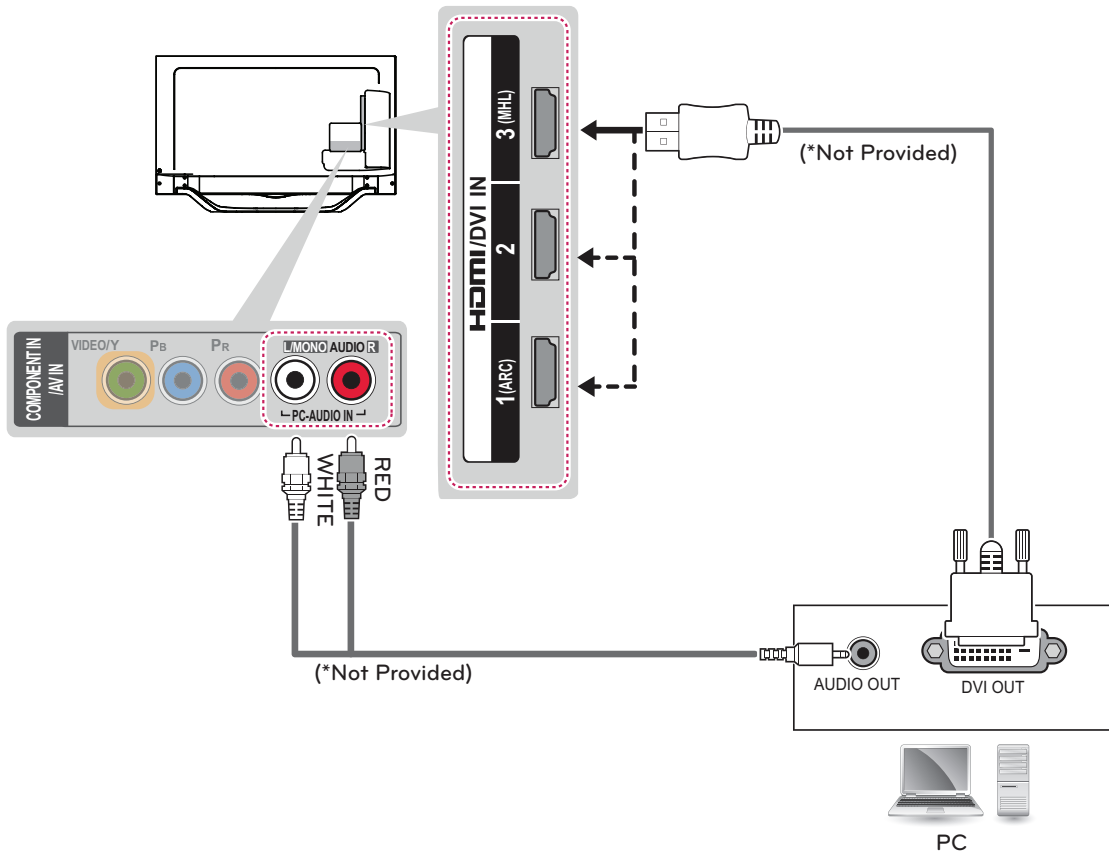 HDMI/DVI IN
3 (MHL)
2
1 (ARC)
(*Not Provided)
COMPONENT IN
/AV IN
VIDEO/Y PB PR L/MONO AUDIO R
PC-AUDIO IN
WHITE
RED
(*Not Provided)
AUDIO OUT
DVI OUT
PC